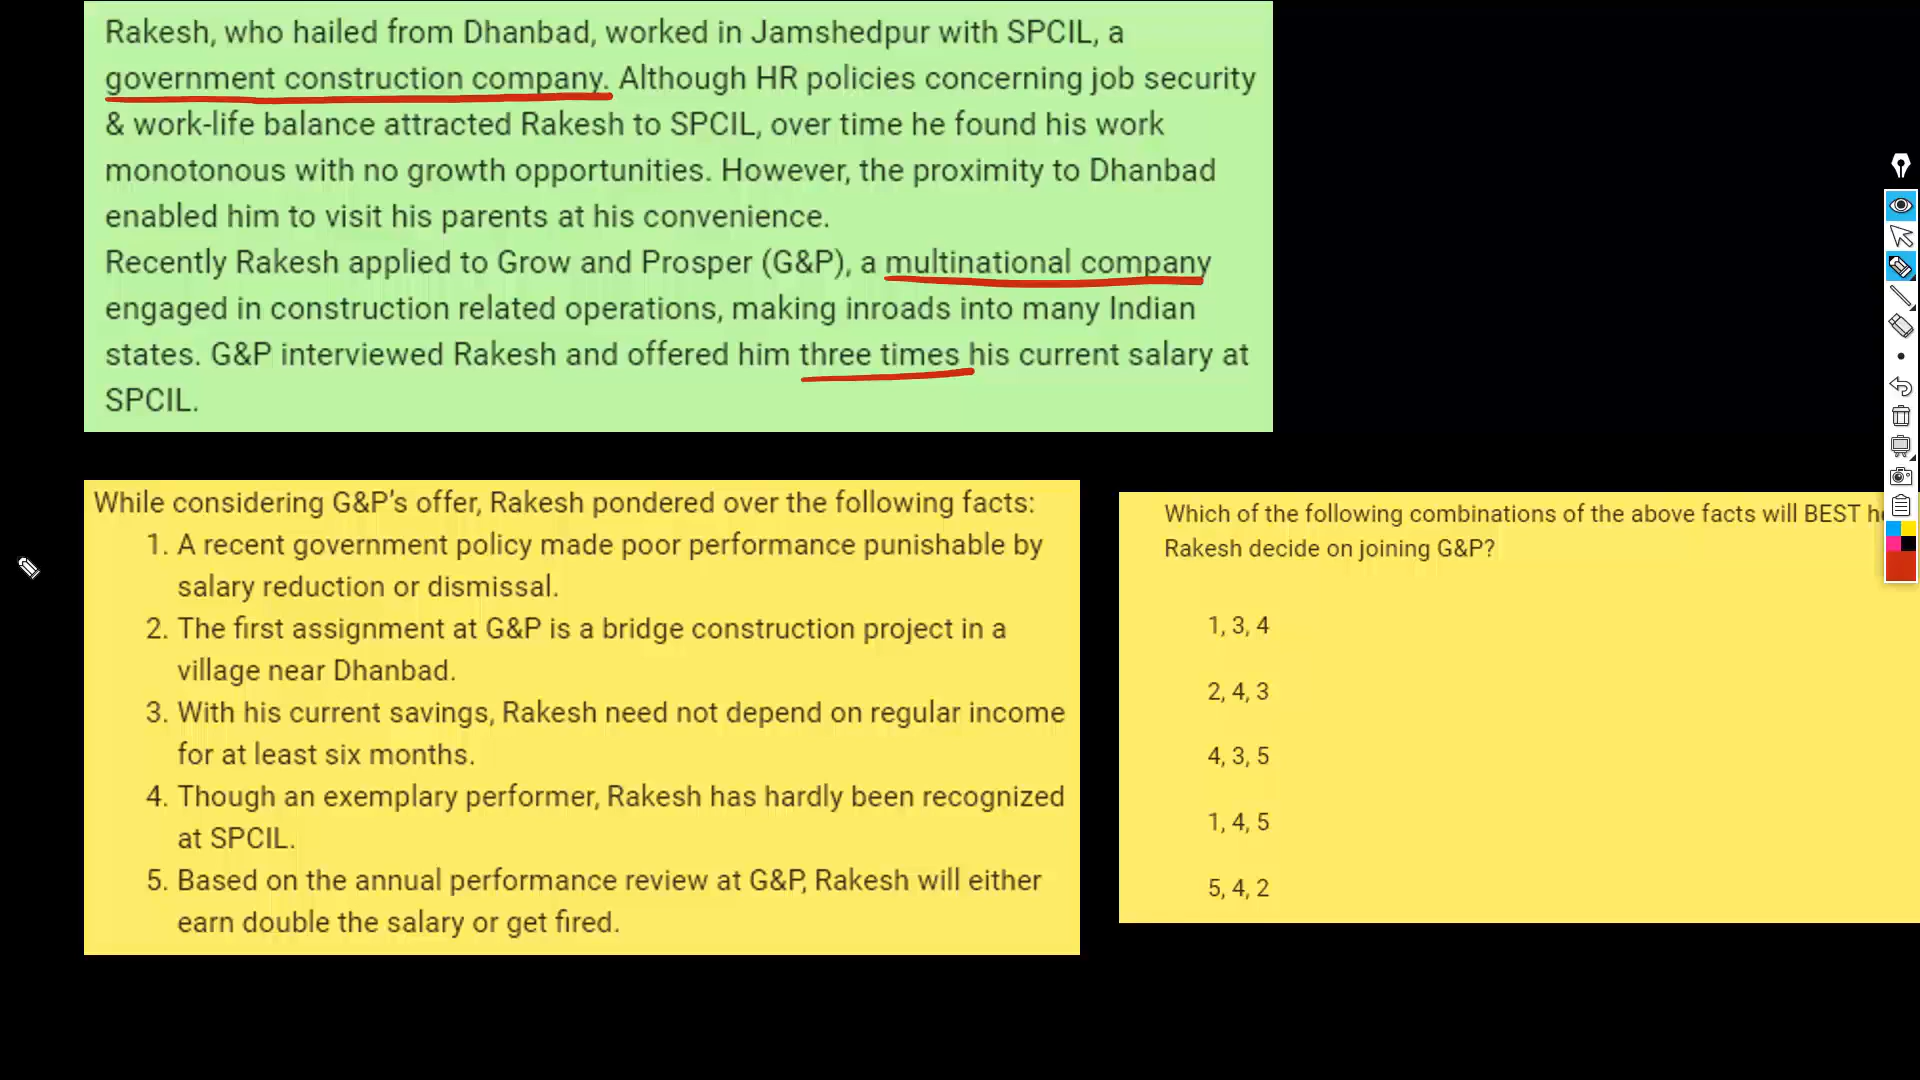 Rakesh, who hailed from Dhanbad, worked in Jamshedpur with SPCIL, a
government construction company. Although HR policies concerning job security
& work-life balance attracted Rakesh to SPCIL, over time he found his work
monotonous with no growth opportunities. However, the proximity to Dhanbad
enabled him to visit his parents at his convenience.
Recently Rakesh applied to Grow and Prosper (G&P), a multinational company
engaged in construction related operations, making inroads into many Indian
states. G&P interviewed Rakesh and offered him three times his current salary at
SPCIL.
While considering G&P's offer, Rakesh pondered over the following facts:
1. A recent government policy made poor performance punishable by
salary reduction or dismissal.
2. The first assignment at G&P is a bridge construction project in a
village near Dhanbad.
3. With his current savings, Rakesh need not depend on regular income
for at least six months.
4. Though an exemplary performer, Rakesh has hardly been recognized
at SPCIL.
5. Based on the annual performance review at G&P, Rakesh will either
earn double the salary or get fired.
Which of the following combinations of the above facts will BEST
Rakesh decide on joining G&P?
1, 3, 4
2, 4, 3
4, 3, 5
1, 4, 5
5, 4, 2